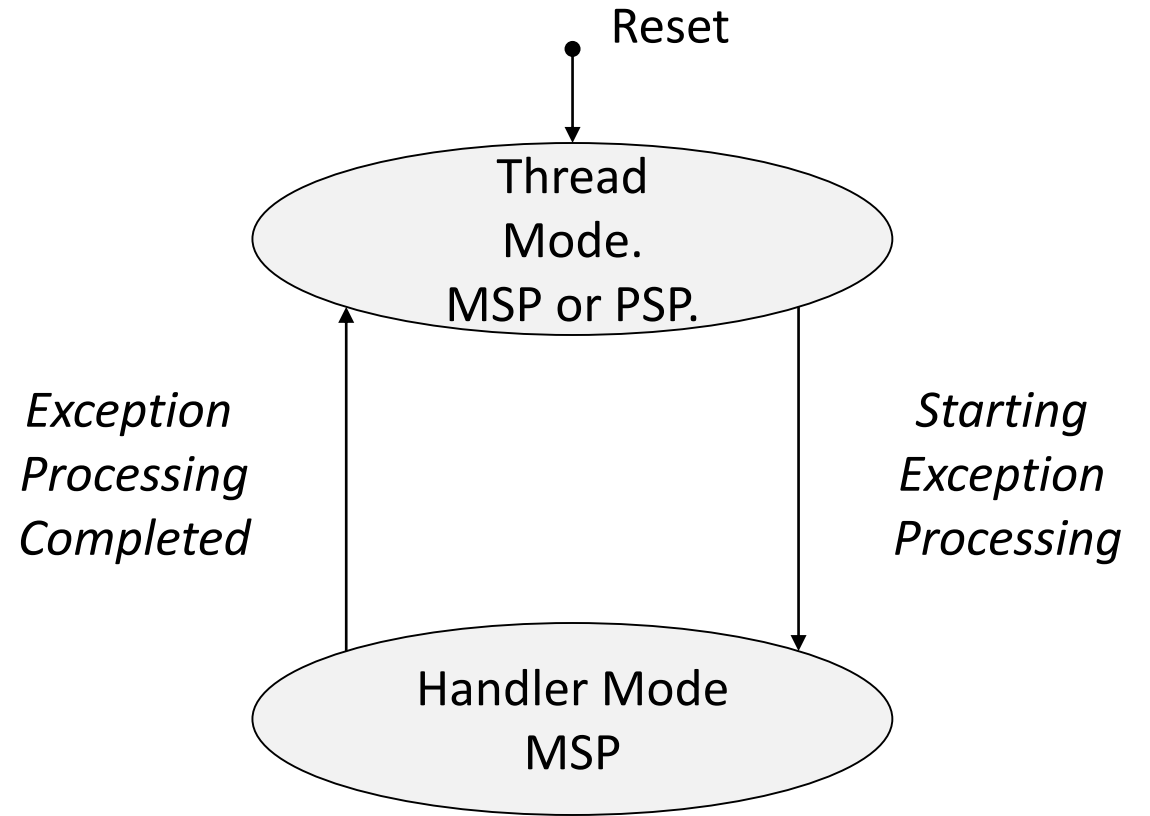 Reset
Thread
Mode.
MSP or PSP.
Exception
Processing
Completed
Starting
Exception
Processing
Handler Mode
MSP